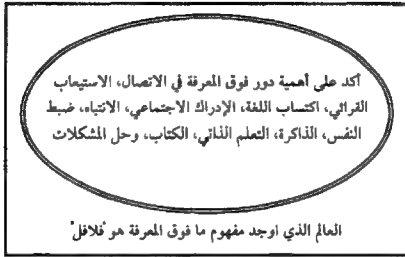 أكد على أهمية دور فوق المعرفة في الاتصال، الاستيعاب
القرائي، اكتساب اللغة، الإدراك الاجتماعي، الانتباه، ضبط
النفس، الذاكرة، التعلم الذاتي، الكتاب، وحل المشكلات
العالم الذي اوجد مفهوم ما فوق المعرفة هو "فلافل"